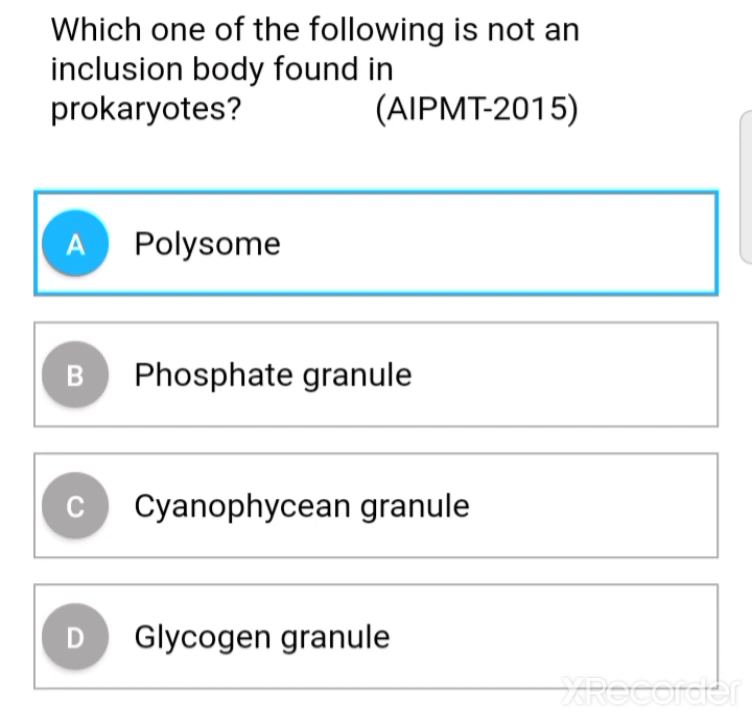 Which one of the following is not an
inclusion body found in
prokaryotes? (AIPMT-2015)
A Polysome
B Phosphate granule
C Cyanophycean granule
D Glycogen granule
XRecorder